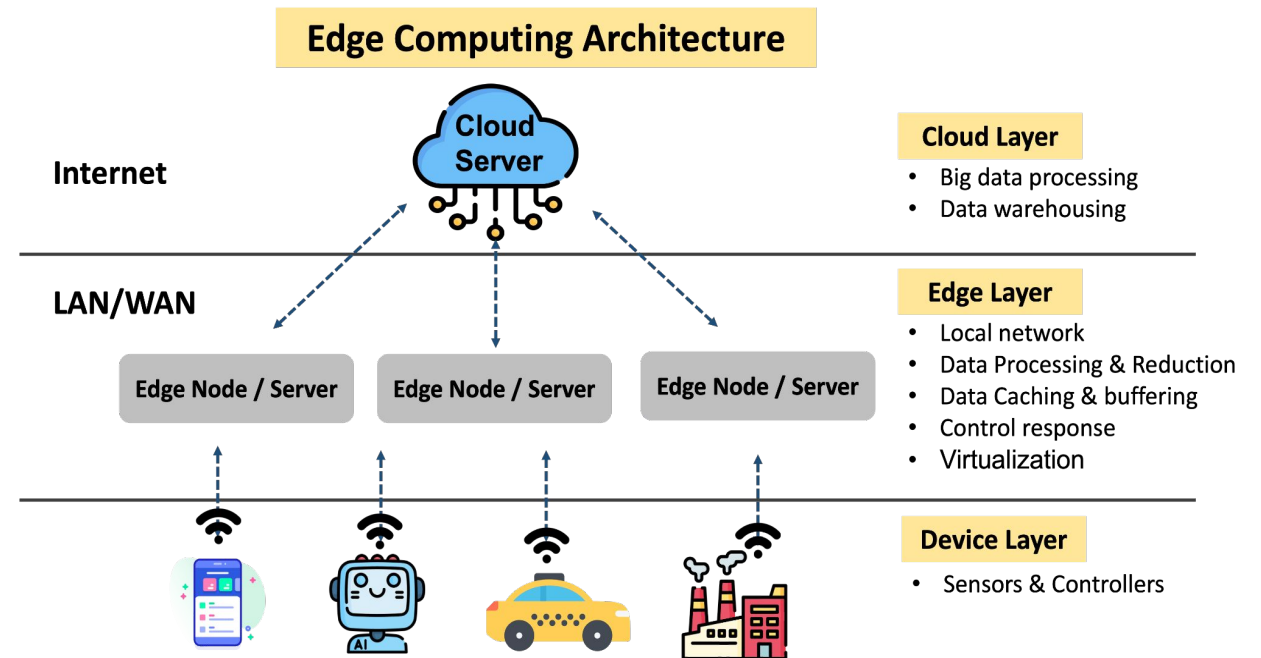 Edge Computing Architecture
Cloud
Server
Internet
Cloud Layer
• Big data processing
• Data warehousing
LAN/WAN
Edge Layer
• Local network
• Data Processing & Reduction
• Data Caching & buffering
• Control response
• Virtualization
Edge Node / Server
Edge Node / Server
Edge Node / Server
Device Layer
• Sensors & Controllers
AI